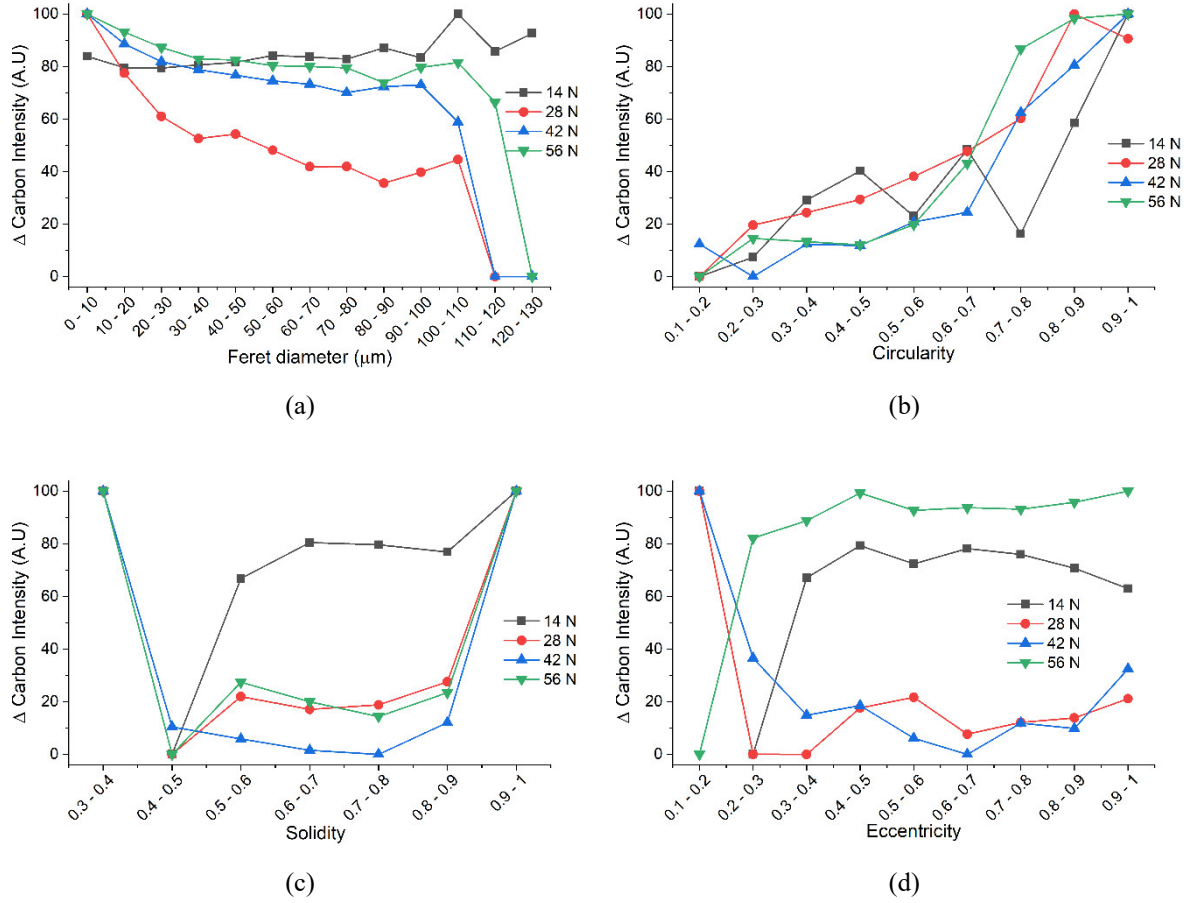 Δ Carbon Intensity (A.U)
100
80
60
40
20
0
14 N
28 N
42 N
56 N
0 - 10
10 - 20
20 - 30
30 - 40
40 - 50
50 - 60
60 - 70
70 - 80
80 - 90
90 - 100
100 - 110
110 - 120
120 - 130
Feret diameter (μm)
(a)
Δ Carbon Intensity (A.U)
100
80
60
40
20
0
14 N
28 N
42 N
56 N
0.1 - 0.2
0.2 - 0.3
0.3 - 0.4
0.4 - 0.5
0.5 - 0.6
0.6 - 0.7
0.7 - 0.8
0.8 - 0.9
0.9 - 1
Circularity
(b)
Δ Carbon Intensity (A.U)
100
80
60
40
20
0
14 N
28 N
42 N
56 N
0.3 - 0.4
0.4 - 0.5
0.5 - 0.6
0.6 - 0.7
0.7 - 0.8
0.8 - 0.9
0.9 - 1
Solidity
(c)
Δ Carbon Intensity (A.U)
100
80
60
40
20
0
14 N
28 N
42 N
56 N
0.1 - 0.2
0.2 - 0.3
0.3 - 0.4
0.4 - 0.5
0.5 - 0.6
0.6 - 0.7
0.7 - 0.8
0.8 - 0.9
0.9 - 1
Eccentricity
(d)